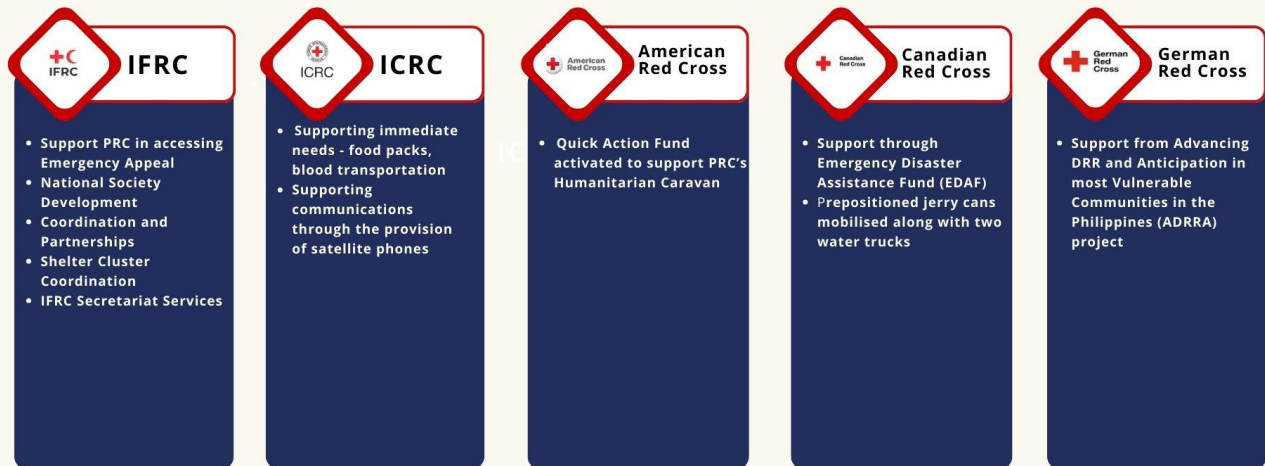 IFRC
IFRC
Support PRC in accessing
Emergency Appeal
National Society
Development
Coordination and
Partnerships
Shelter Cluster
Coordination
IFRC Secretariat Services
ICRC
ICRC
Supporting immediate
needs - food packs,
blood transportation
Supporting
communications
through the provision
of satellite phones
IC
American
Red Cross
American
Red Cross
Quick Action Fund
activated to support PRC’s
Humanitarian Caravan
Canadian
Red Cross
Canadian
Red Cross
Support through
Emergency Disaster
Assistance Fund (EDAF)
Prepositioned jerry cans
mobilised along with two
water trucks
German
Red
Cross
German
Red Cross
Support from Advancing
DRR and Anticipation in
most Vulnerable
Communities in the
Philippines (ADRRA)
project